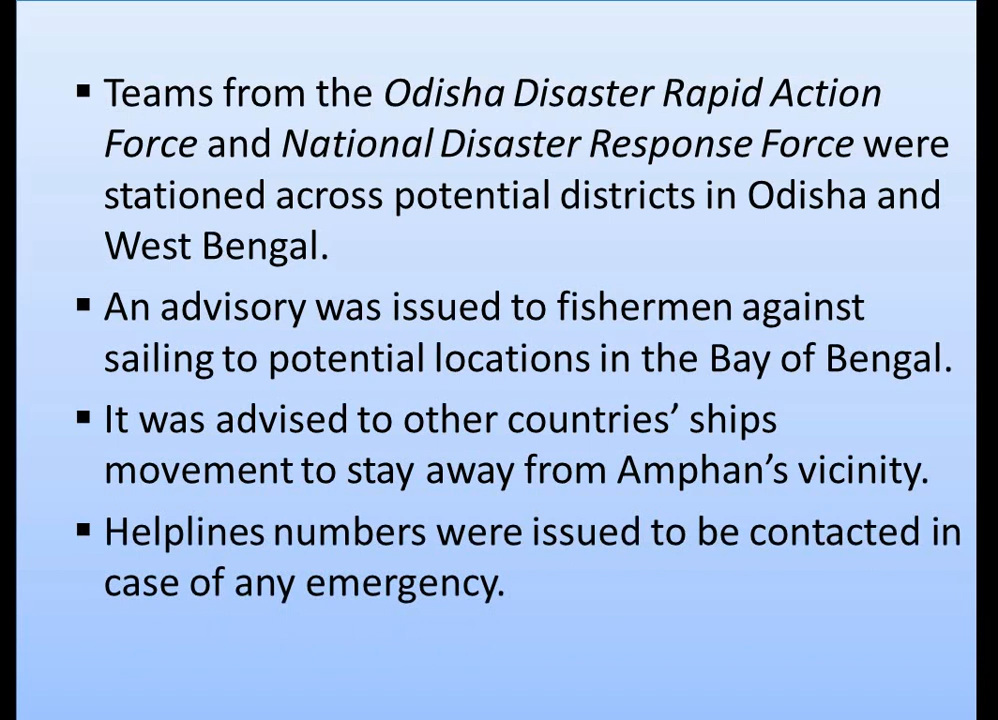 ▪ Teams from the Odisha Disaster Rapid Action
Force and National Disaster Response Force were
stationed across potential districts in Odisha and
West Bengal.
▪ An advisory was issued to fishermen against
sailing to potential locations in the Bay of Bengal.
▪ It was advised to other countries’ ships
movement to stay away from Amphan’s vicinity.
▪ Helplines numbers were issued to be contacted in
case of any emergency.